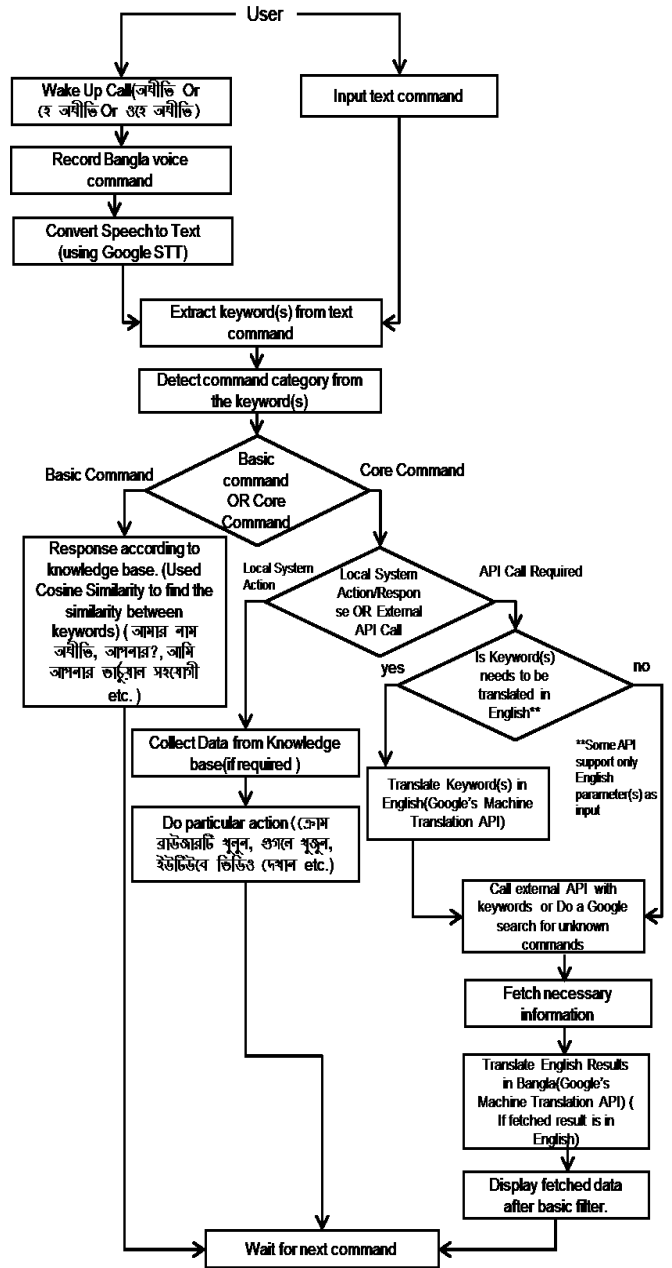 User
Wake Up Call(অধীতি Or
হে অধীতি Or ওহে অধীতি)
Input text command
Record Bangla voice
command
Convert Speech to Text
(using Google STT)
Extract keyword(s) from text
command
Detect command category from
the keyword(s)
Basic Command
Basic
command
OR Core
Command
Core Command
Response according to
knowledge base. (Used
Cosine Similarity to find the
similarity between
keywords) ( আমার নাম
অধীতি, আপনার?, আমি
আপনার ভার্চুয়াল সহযোগী
etc. )
Local System
Action
Local System
Action/Respon
se OR External
API Call
API Call Required
yes
Is Keyword(s)
needs to be
translated in
English**
no
Collect Data from Knowledge
base(if required )
**Some API
support only
English
parameter(s) as
input
Translate Keyword(s) in
English(Google's Machine
Translation API)
Do particular action ( (ক্রোম
ব্রাউজারটি খুলুন, গুগলে খুজুন,
ইউটিউবে ভিডিও দেখান etc.)
Call external API with
keywords or Do a Google
search for unknown
commands
Fetch necessary
information
Translate English Results
in Bangla(Google's
Machine Translation API) (
If fetched result is in
English)
Display fetched data
after basic filter.
Wait for next command